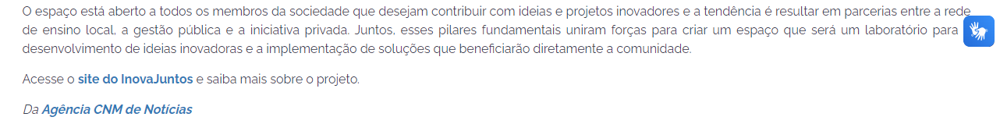 O espaço está aberto a todos os membros da sociedade que desejam contribuir com ideias e projetos inovadores e a tendência é resultar em parcerias entre a rede
de ensino local, a gestão pública e a iniciativa privada. Juntos, esses pilares fundamentais uniram forças para criar um espaço que será um laboratório para
desenvolvimento de ideias inovadoras e a implementação de soluções que beneficiarão diretamente a comunidade.
Acesse o site do InovaJuntos e saiba mais sobre o projeto.
Da Agência CNM de Notícias